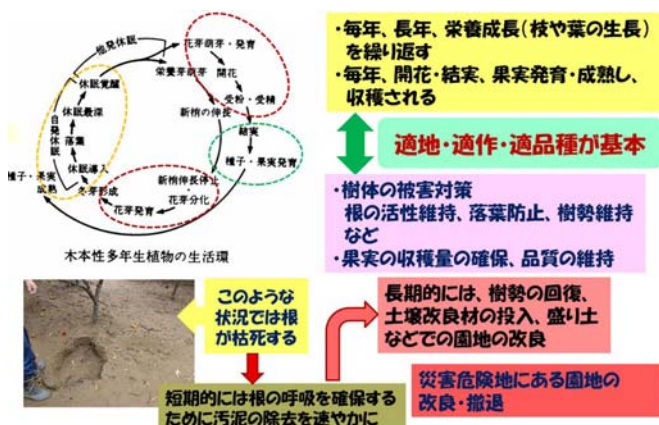 他発休眠
花芽萌芽・発育
開花
栄養芽萌芽
受粉・受精
新梢の伸長
結実
種子・果実発育
新梢伸長停止
花芽分化
花芽発育
冬芽形成
休眠導入
落葉
休眠最深
休眠覚醒
自発休眠
種子・果実
成熟
木本性多年生植物の生活環
・毎年、長年、栄養成長(枝や葉の生長)
を繰り返す
・毎年、開花・結実、果実発育・成熟し、
収穫される
適地・適作・適品種が基本
・樹体の被害対策
根の活性維持、落葉防止、樹勢維持
など
・果実の収穫量の確保、品質の維持
このような
状況では根
が枯死する
短期的には根の呼吸を確保する
ために汚泥の除去を速やかに
長期的には、樹勢の回復、
土壌改良材の投入、盛り土
などでの園地の改良
災害危険地にある園地の
改良・撤退